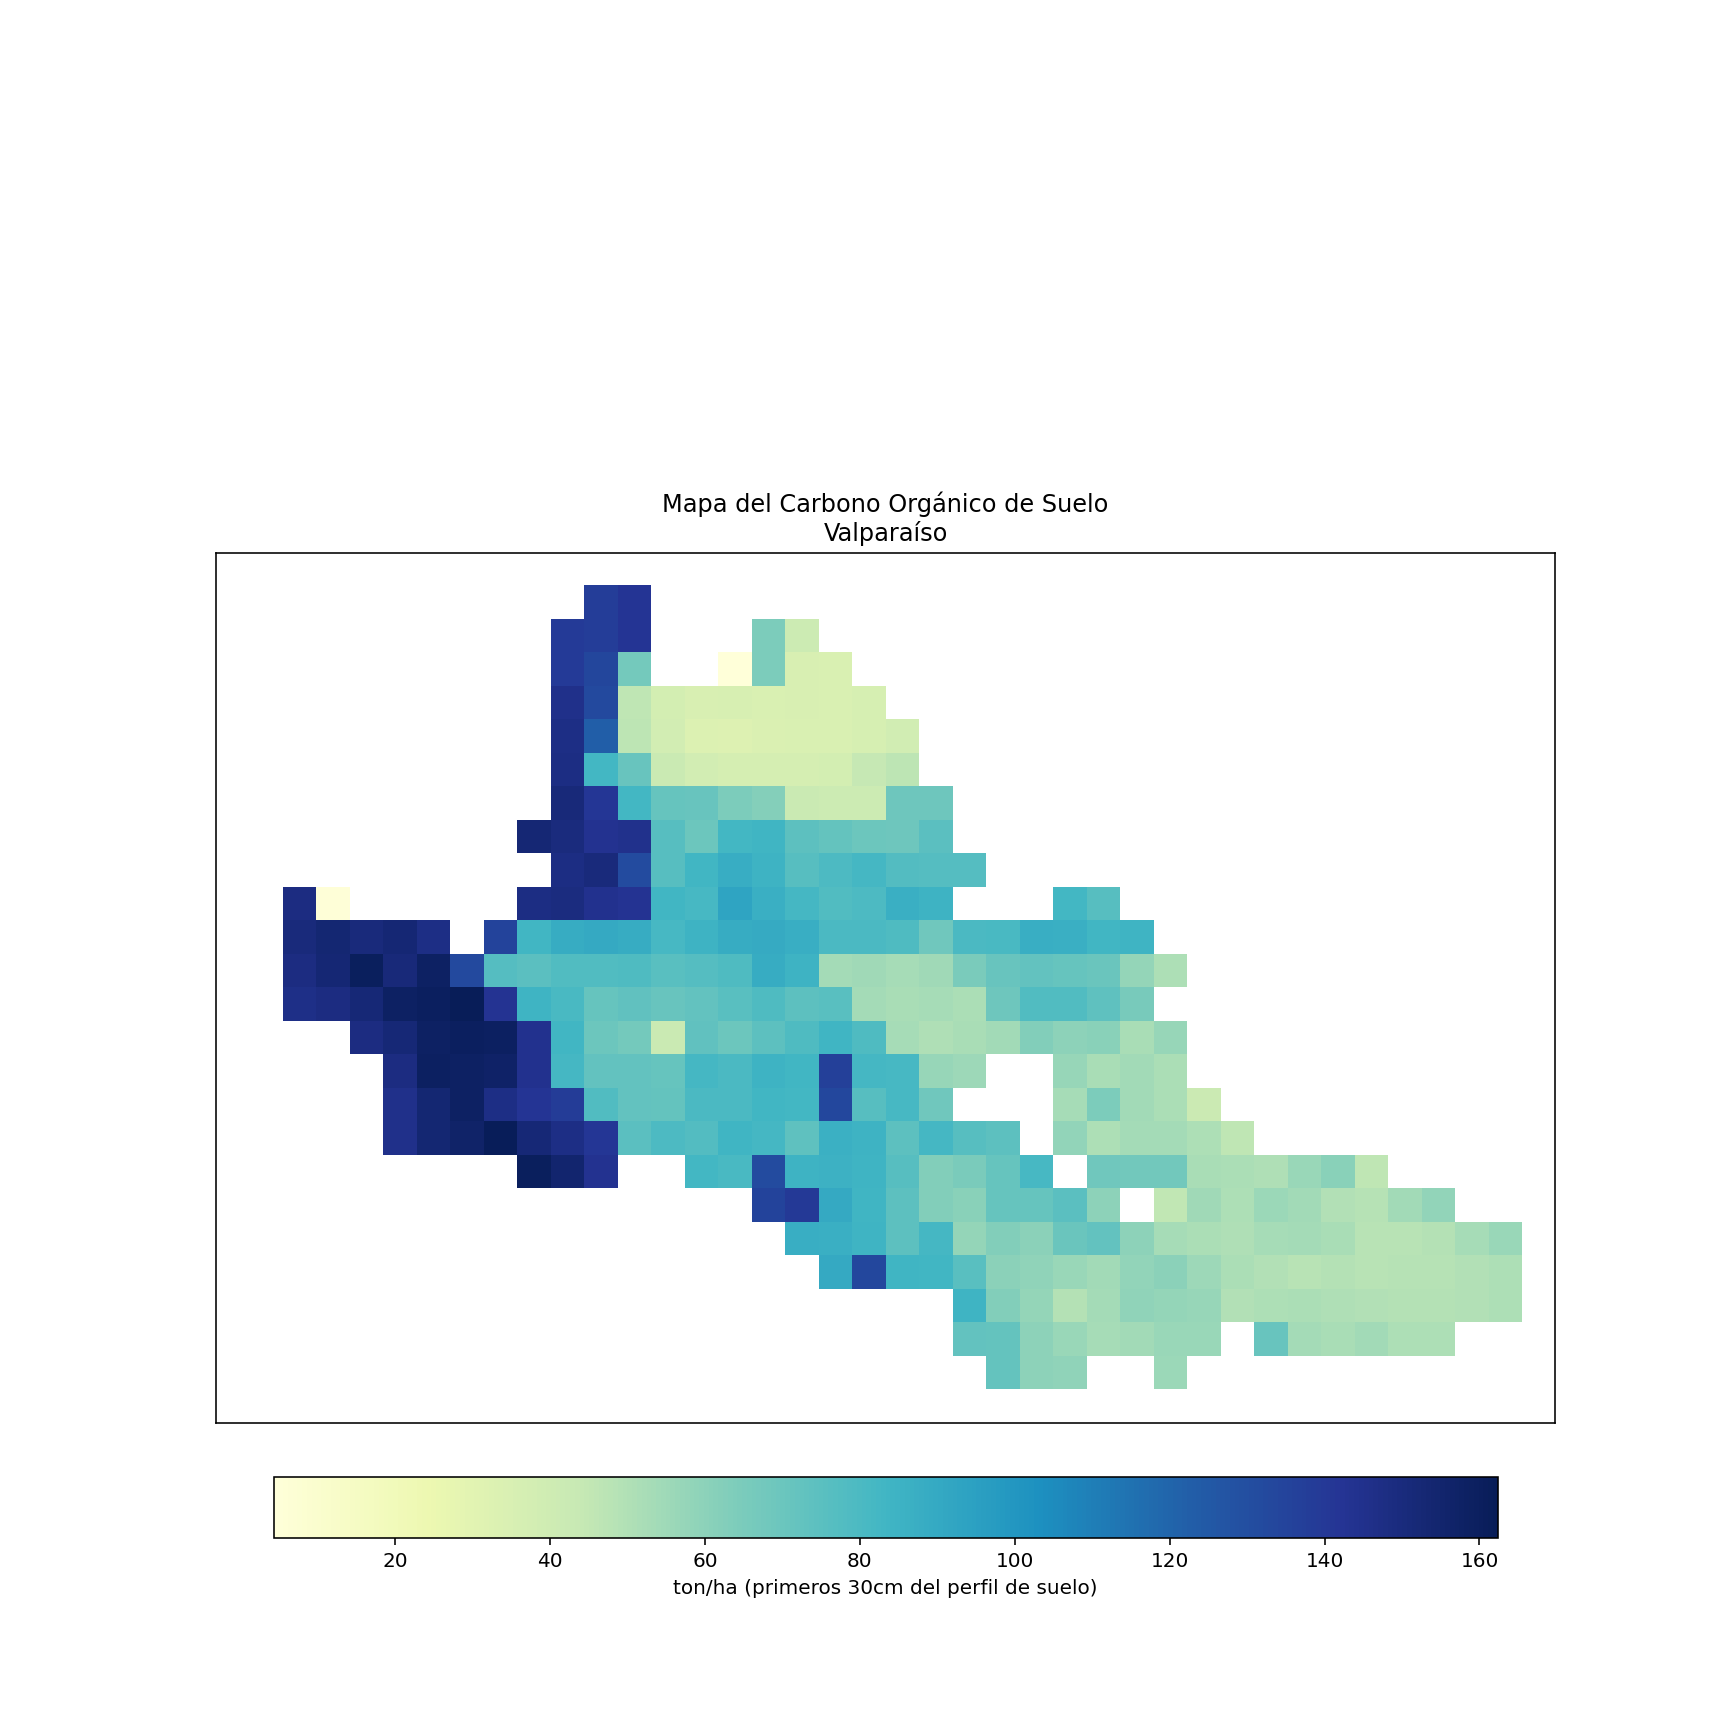 Mapa del Carbono Orgánico de Suelo
Valparaíso
20 40 60 80 100 120 140 160
ton/ha (primeros 30cm del perfil de suelo)